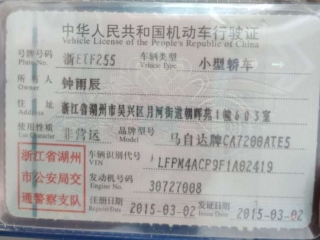 中华人民共和国机动车行驶证
Vehicle License of the People's Republic of China
号牌号码 浙ECF255 车辆类型 小型轿车
Plate No. Vehicle Type
所有人 钟雨辰
Owner
住址 浙江省湖州市吴兴区月河街道朝晖苑1幢603室
使用性质 非营运 品牌型号 马自达牌CA7200ATE5
Model
浙江省湖州 车辆识别代号 LFPM4ACP9F1A02419
VIN
市公安局交 发动机号码 30727008
Engine No.
通警察支队 注册日期 2015-03-02 发证日期 2015-03-02
Register Date Issue Date